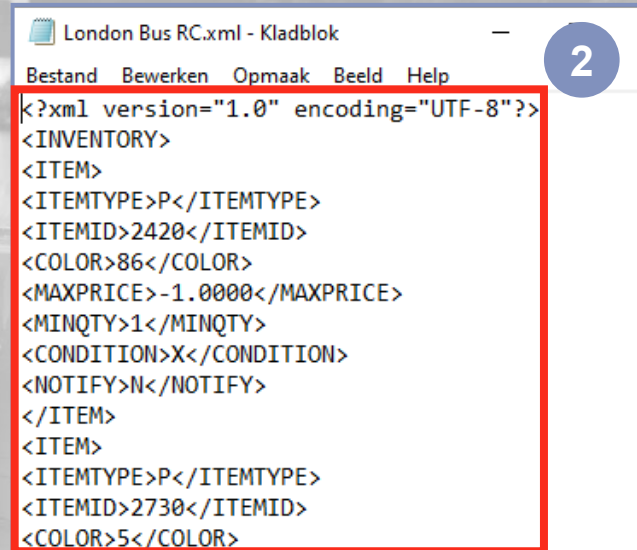 London Bus RC.xml - Kladblok
2
Bestand Bewerken Opmaak Beeld Help
<?xml version="1.0" encoding="UTF-8"?>
<INVENTORY>
<ITEM>
<ITEMTYPE>P</ITEMTYPE>
<ITEMID>2420</ITEMID>
<COLOR>86</COLOR>
<MAXPRICE>-1.0000</MAXPRICE>
<MINQTY>1</MINQTY>
<CONDITION>X</CONDITION>
<NOTIFY>N</NOTIFY>
</ITEM>
<ITEM>
<ITEMTYPE>P</ITEMTYPE>
<ITEMID>2730</ITEMID>
<COLOR>5</COLOR>